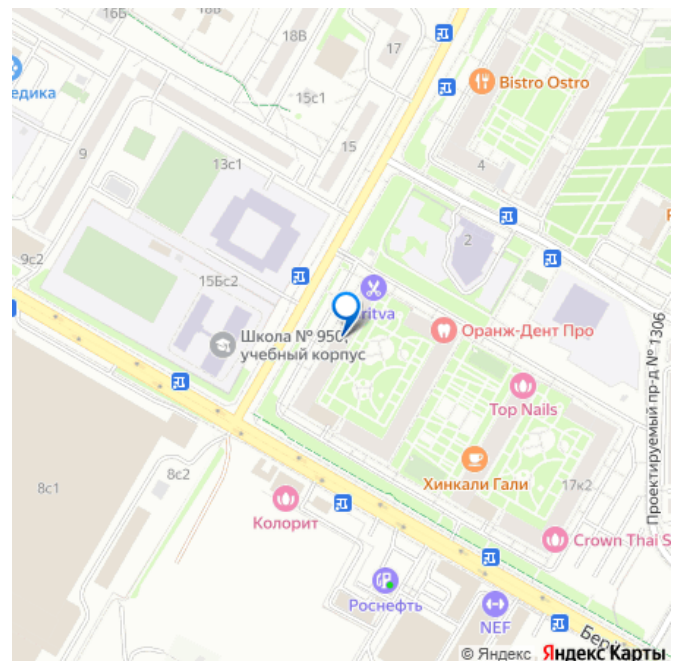 16В
16Б
18В
17
едика
15с1
Bistro Ostro
9
15
13с1
4
9с2
2
15Бс2
ritva
Школа № 950,
учебный корпус
Оранж-Дент Про
Проектируемый пр-д № 1306
Top Nails
8с1
8с2
Хинкали Гали
17к2
Колорит
Crown Thai S
Роснефть
NEF
Бер
© Яндекс Яндекс Карты